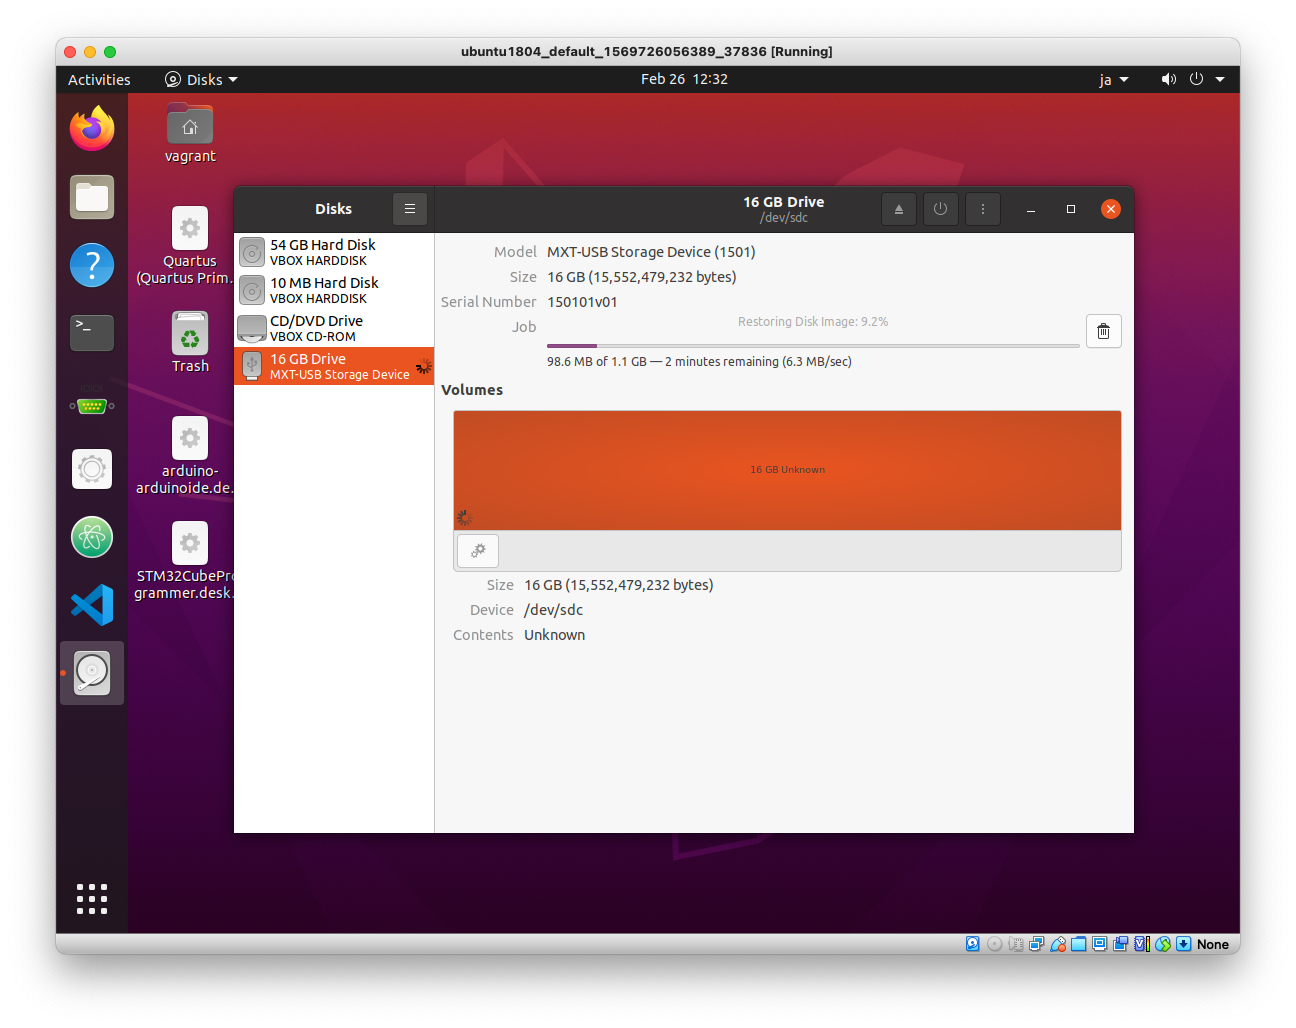 ubuntu1804_default_1569726056389_37836 [Running]
Activities
Disks
Feb 26 12:32
ja
vagrant
Quartus
(Quartus Prim…
Trash
arduino-
arduinoide.de…
STM32CubePro
grammer.desk…
>_
?
Disks
16 GB Drive
/dev/sdc
54 GB Hard Disk
VBOX HARDDISK
10 MB Hard Disk
VBOX HARDDISK
CD/DVD Drive
VBOX CD-ROM
16 GB Drive
MXT-USB Storage Device
Model MXT-USB Storage Device (1501)
Size 16 GB (15,552,479,232 bytes)
Serial Number 150101v01
Job Restoring Disk Image: 9.2%
98.6 MB of 1.1 GB — 2 minutes remaining (6.3 MB/sec)
Volumes
16 GB Unknown
Size 16 GB (15,552,479,232 bytes)
Device /dev/sdc
Contents Unknown
None